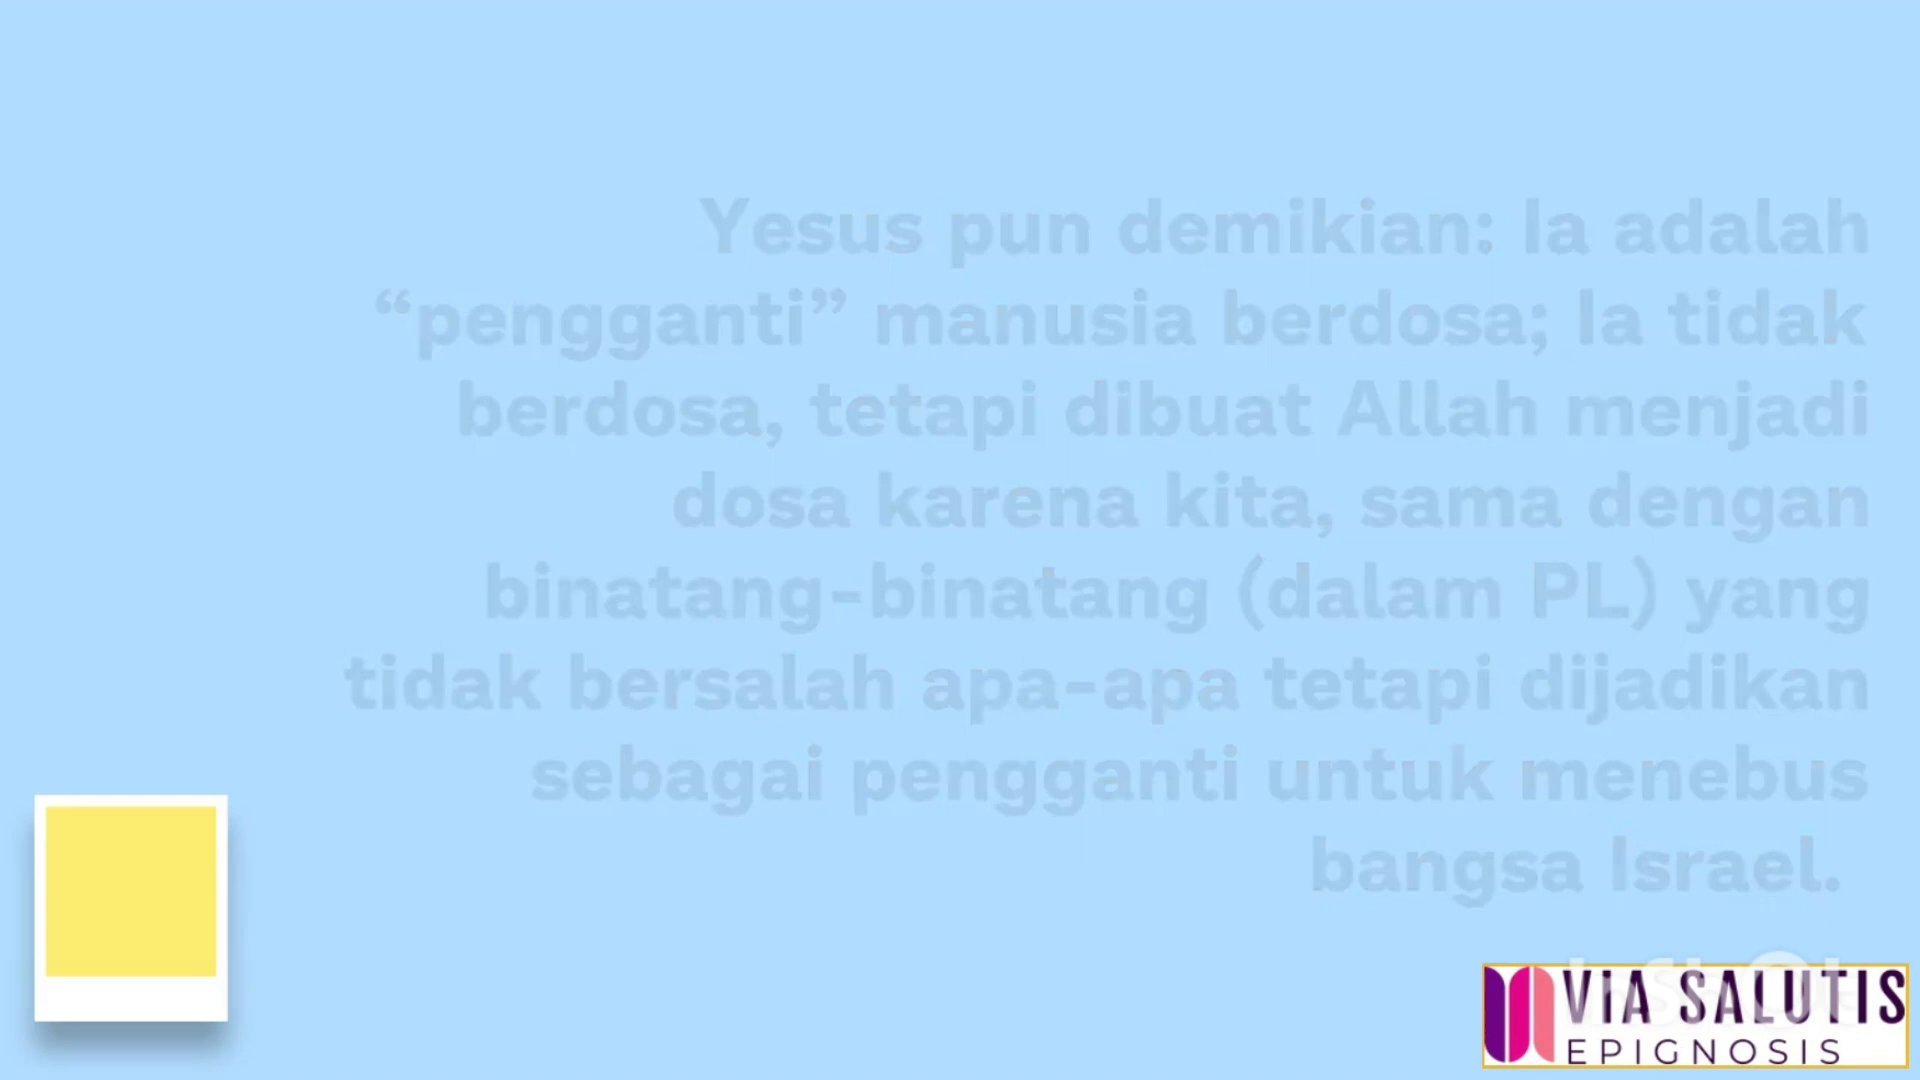 Yesus pun demikian: Ia adalah
“pengganti” manusia berdosa; Ia tidak
berdosa, tetapi dibuat Allah menjadi
dosa karena kita, sama dengan
binatang-binatang (dalam PL) yang
tidak bersalah apa-apa tetapi dijadikan
sebagai pengganti untuk menebus
bangsa Israel.
VIA SALUTIS
EPIGNOSIS